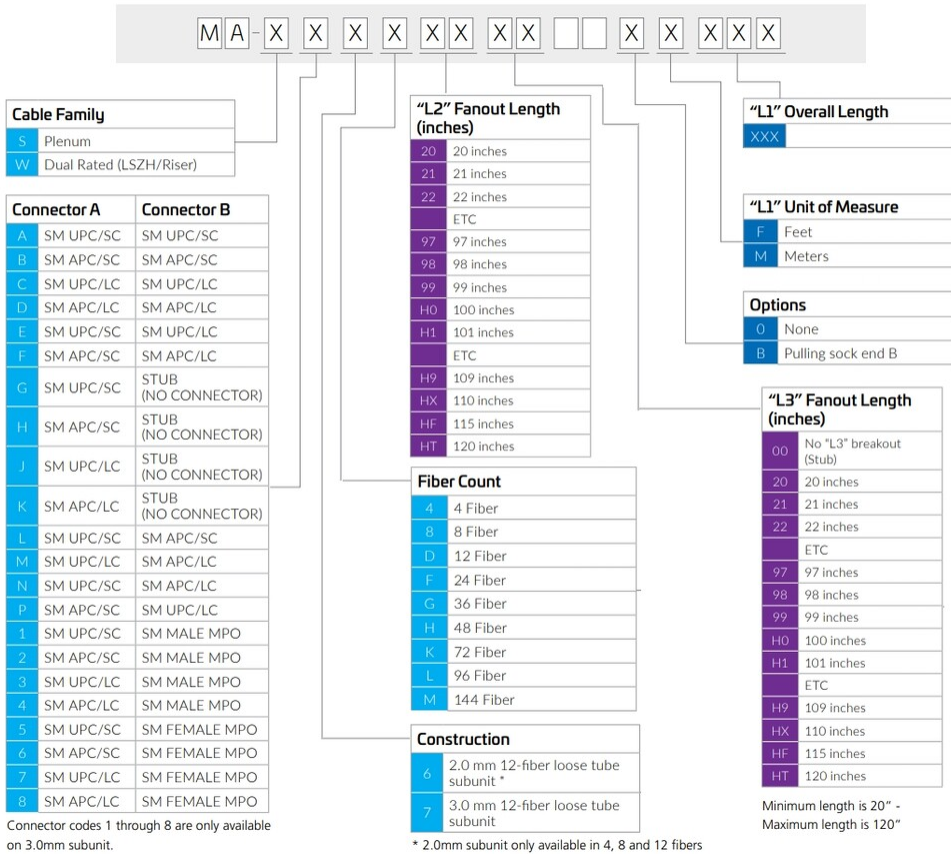 MA-X X X X XX XX X X XXX
Cable Family
S Plenum
W Dual Rated (LSZH/Riser)
Connector A Connector B
A SM UPC/SC SM UPC/SC
B SM APC/SC SM APC/SC
C SM UPC/LC SM UPC/LC
D SM APC/LC SM APC/LC
E SM UPC/SC SM UPC/LC
F SM APC/SC SM APC/LC
G SM UPC/SC STUB
(NO CONNECTOR)
H SM APC/SC STUB
(NO CONNECTOR)
J SM UPC/LC STUB
(NO CONNECTOR)
K SM APC/LC STUB
(NO CONNECTOR)
L SM UPC/SC SM APC/SC
M SM UPC/LC SM APC/LC
N SM UPC/SC SM APC/LC
P SM APC/SC SM UPC/LC
1 SM UPC/SC SM MALE MPO
2 SM APC/SC SM MALE MPO
3 SM UPC/LC SM MALE MPO
4 SM APC/LC SM MALE MPO
5 SM UPC/SC SM FEMALE MPO
6 SM APC/SC SM FEMALE MPO
7 SM UPC/LC SM FEMALE MPO
8 SM APC/LC SM FEMALE MPO
Connector codes 1 through 8 are only available
on 3.0mm subunit.
“L2” Fanout Length
(inches)
20 20 inches
21 21 inches
22 22 inches
ETC
97 97 inches
98 98 inches
99 99 inches
H0 100 inches
H1 101 inches
ETC
H9 109 inches
HX 110 inches
HF 115 inches
HT 120 inches
Fiber Count
4 4 Fiber
8 8 Fiber
D 12 Fiber
F 24 Fiber
G 36 Fiber
H 48 Fiber
K 72 Fiber
L 96 Fiber
M 144 Fiber
Construction
6 2.0 mm 12-fiber loose tube
subunit *
7 3.0 mm 12-fiber loose tube
subunit
* 2.0mm subunit only available in 4, 8 and 12 fibers
“L1” Overall Length
XXX
“L1” Unit of Measure
F Feet
M Meters
Options
0 None
B Pulling sock end B
“L3” Fanout Length
(inches)
00 No “L3” breakout
(Stub)
20 20 inches
21 21 inches
22 22 inches
ETC
97 97 inches
98 98 inches
99 99 inches
H0 100 inches
H1 101 inches
ETC
H9 109 inches
HX 110 inches
HF 115 inches
HT 120 inches
Minimum length is 20” -
Maximum length is 120”